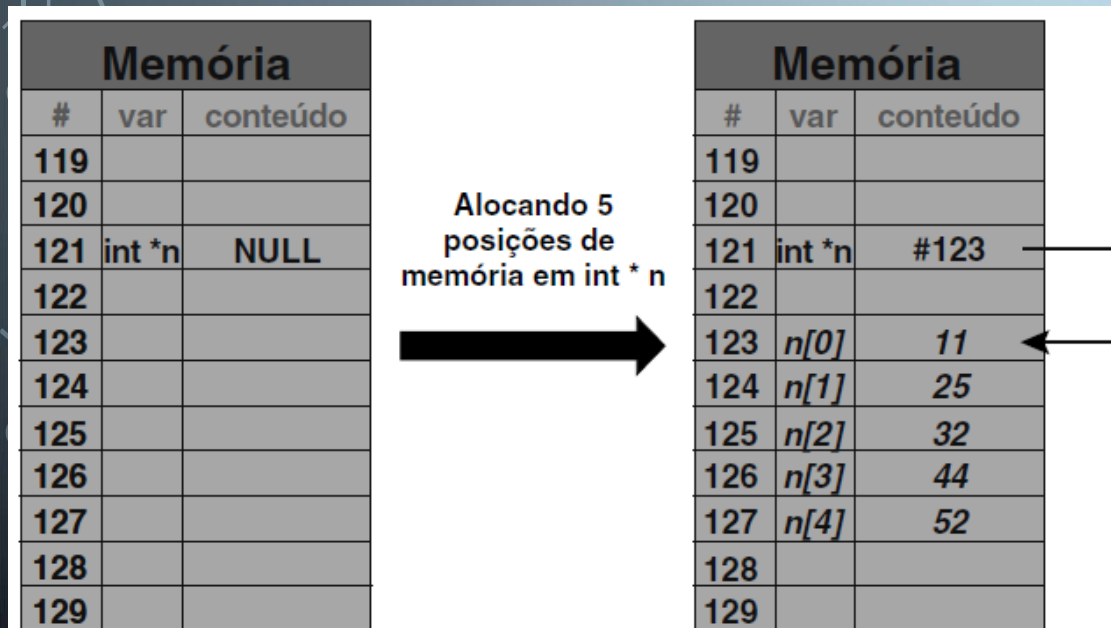 Memória
# var conteúdo
119
120
121 int *n NULL
122
123
124
125
126
127
128
129
Alocando 5
posições de
memória em int * n
Memória
# var conteúdo
119
120
121 int *n #123
122
123 n[0] 11
124 n[1] 25
125 n[2] 32
126 n[3] 44
127 n[4] 52
128
129